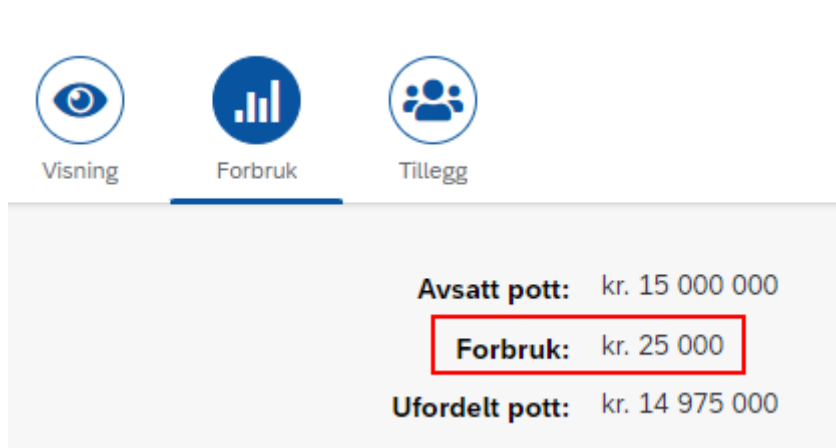 Visning Forbruk Tillegg
Avsatt pott: kr. 15 000 000
Forbruk: kr. 25 000
Ufordelt pott: kr. 14 975 000